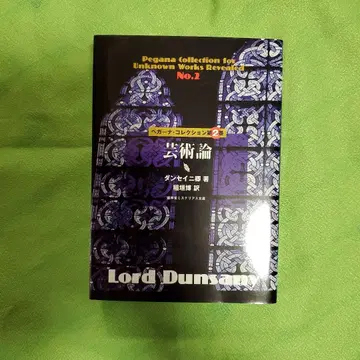 Pegana Collection for
Unknown Works Revealed
No.2
ペガーナ・コレクション第2巻
芸術論
ダンセイニ卿 著
稲垣博 訳
Lord Dunsany